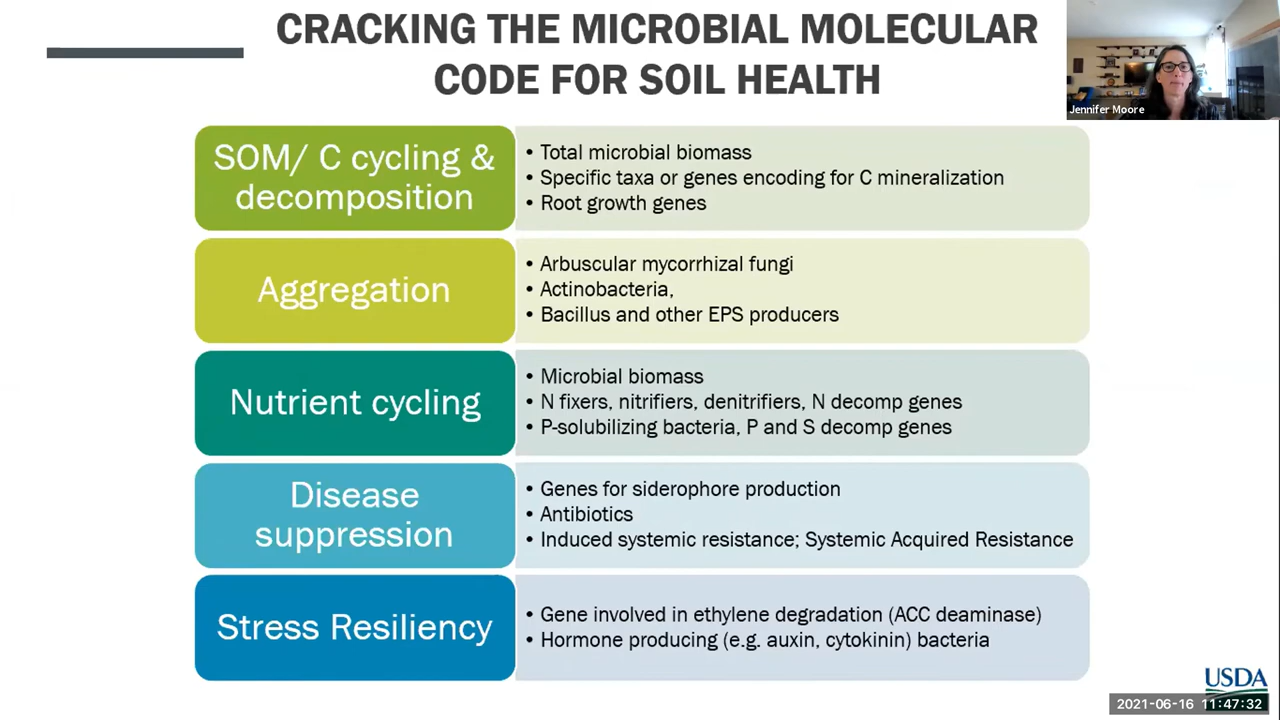 CRACKING THE MICROBIAL MOLECULAR
CODE FOR SOIL HEALTH
Jennifer Moore
SOM/ C cycling &
decomposition
• Total microbial biomass
• Specific taxa or genes encoding for C mineralization
• Root growth genes
Aggregation
• Arbuscular mycorrhizal fungi
• Actinobacteria,
• Bacillus and other EPS producers
Nutrient cycling
• Microbial biomass
• N fixers, nitrifiers, denitrifiers, N decomp genes
• P-solubilizing bacteria, P and S decomp genes
Disease
suppression
• Genes for siderophore production
• Antibiotics
• Induced systemic resistance; Systemic Acquired Resistance
Stress Resiliency
• Gene involved in ethylene degradation (ACC deaminase)
• Hormone producing (e.g. auxin, cytokinin) bacteria
USDA
2021-06-16 11:47:32